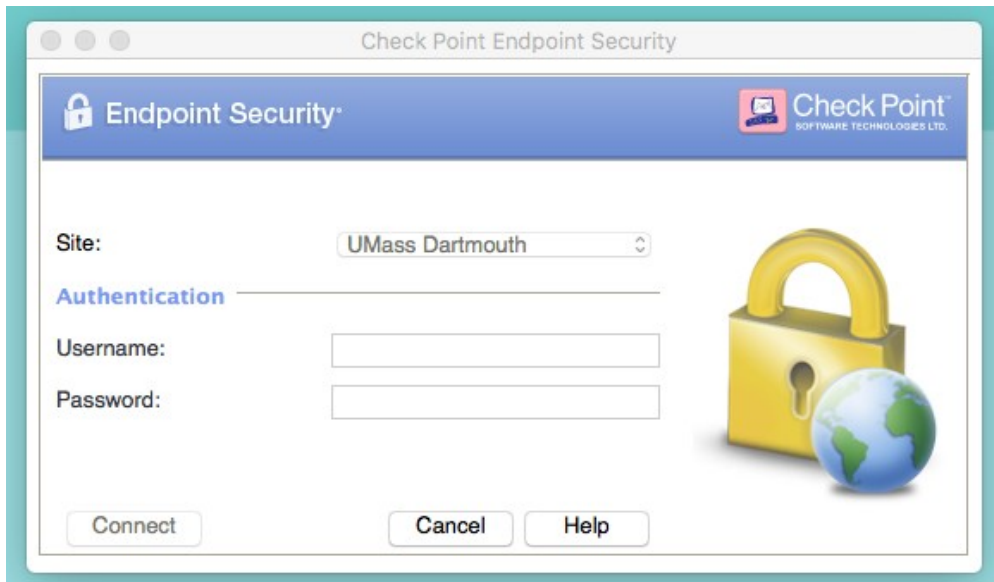 Check Point Endpoint Security
Endpoint Security
Check Point™
SOFTWARE TECHNOLOGIES LTD.
Site:
UMass Dartmouth
Authentication
Username:
Password:
Connect
Cancel
Help